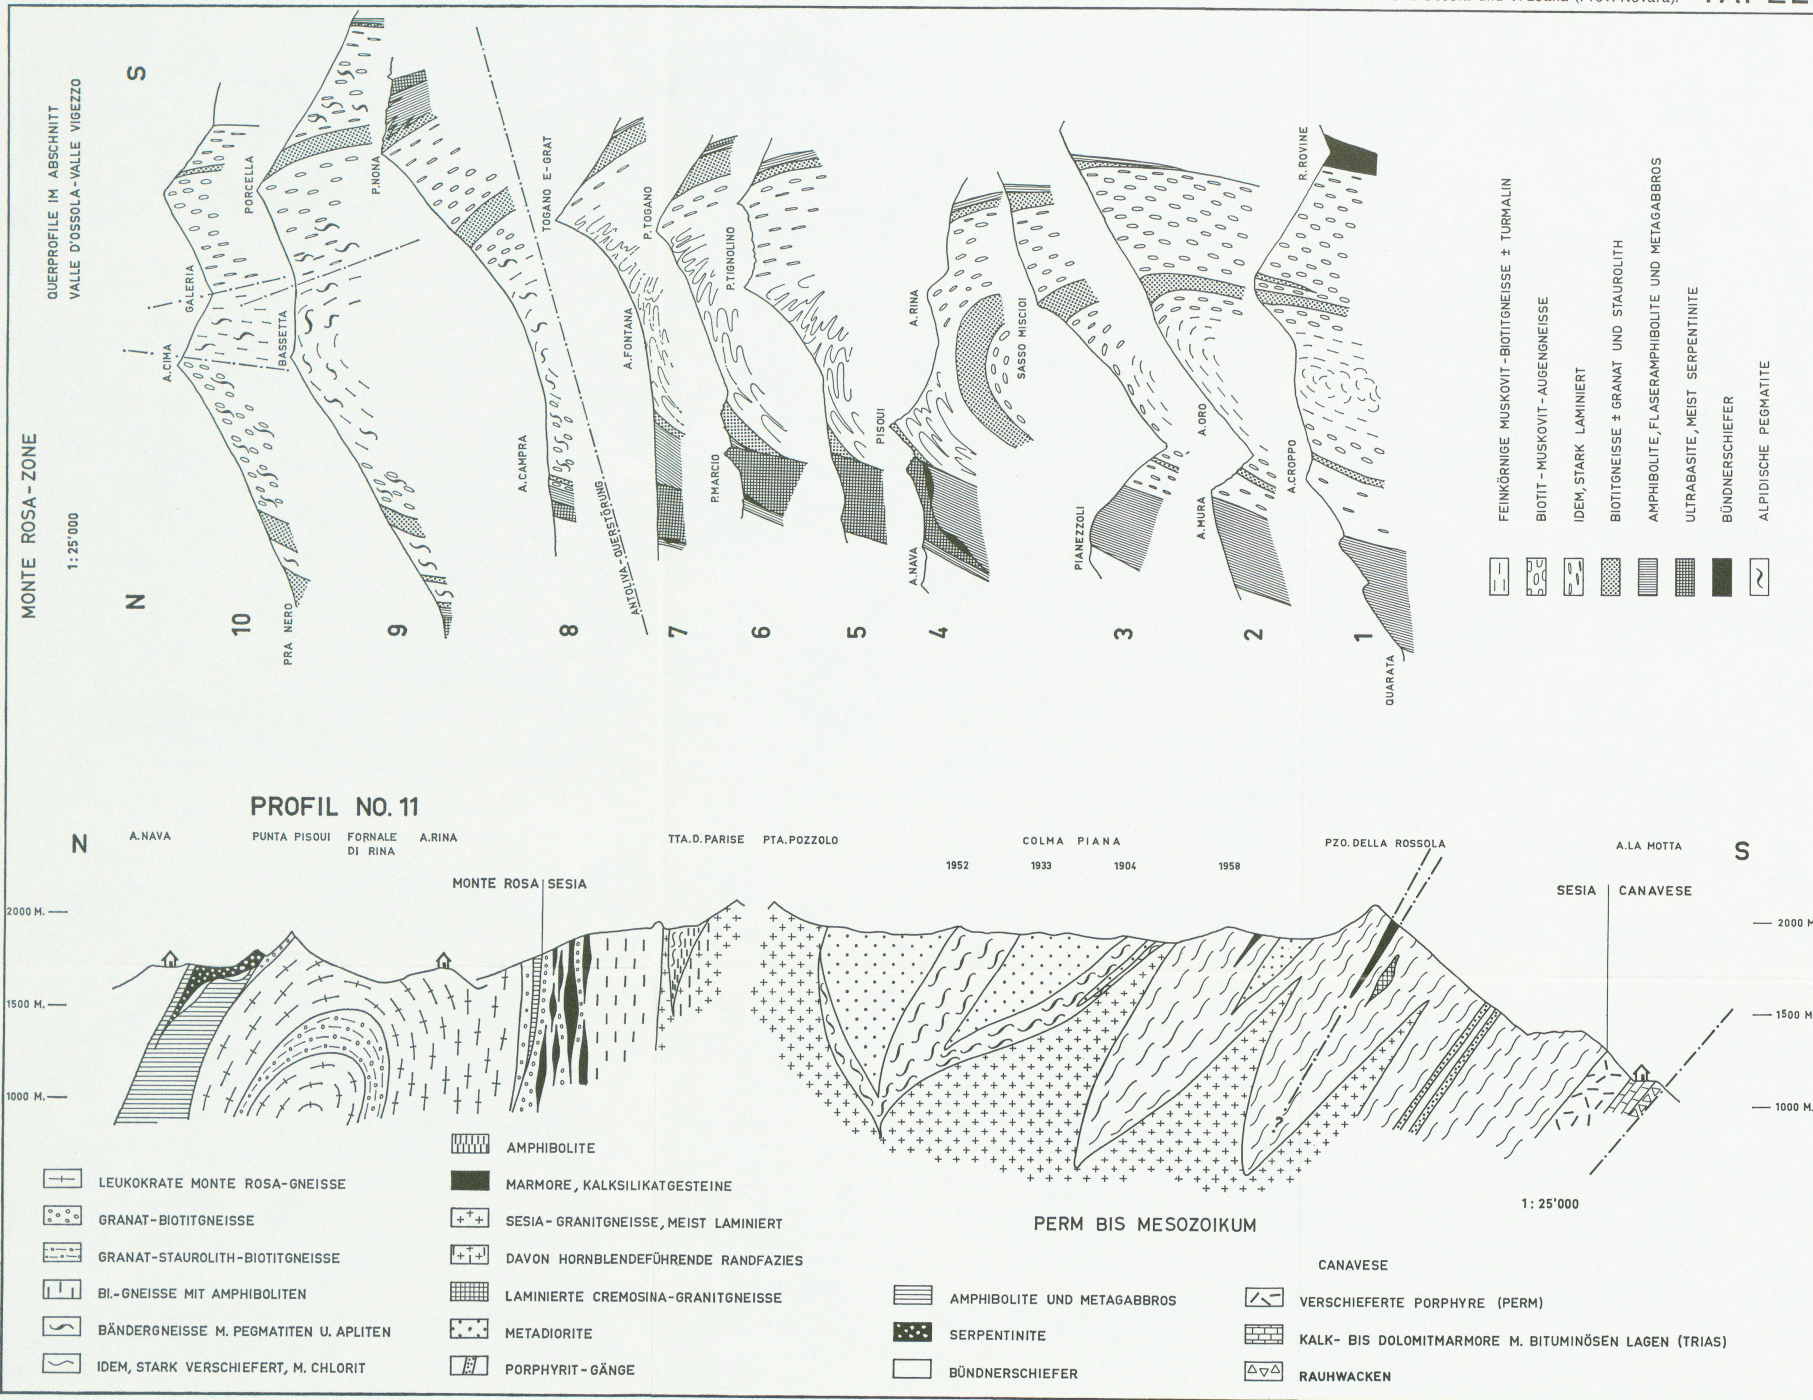 MONTE ROSA-ZONE
1:25'000
QUERPROFILE IM ABSCHNITT
VALLE D'OSSOLA-VALLE VIGEZZO
S
N
10
A.CIMA
GALERIA
PRA NERO
9
PORCELLA
BASSETTA
8
P.NONA
A.CAMPRA
ANTOLIVA-QUERSTÖRUNG
7
TOGANO E-GRAT
A.FONTANA
6
P.TOGANO
P.MARCIO
5
P.TIGNOLINO
PISOUI
4
A.RINA
A.NAVA
SASSO MISCIOI
3
PIANEZZOLI
2
A.ORO
A.MURA
1
R.ROVINE
A.CROPPO
QUARATA
FEINKÖRNIGE MUSKOVIT-BIOTITGNEISSE ± TURMALIN
BIOTIT-MUSKOVIT-AUGENGNEISSE
IDEM, STARK LAMINIERT
BIOTITGNEISSE ± GRANAT UND STAUROLITH
AMPHIBOLITE, FLASERAMPHIBOLITE UND METAGABBROS
ULTRABASITE, MEIST SERPENTINITE
BÜNDNERSCHIEFER
ALPIDISCHE PEGMATITE
PROFIL NO. 11
N
A.NAVA
PUNTA PISOUI
FORNALE
DI RINA
A.RINA
TTA.D.PARISE
PTA.POZZOLO
COLMA PIANA
1952
1933
1904
1958
PZO.DELLA ROSSOLA
A.LA MOTTA
S
MONTE ROSA
SESIA
SESIA
CANAVESE
2000 M.
1500 M.
1000 M.
2000 M
1500 M
1000 M.
?
1:25'000
LEUKOKRATE MONTE ROSA-GNEISSE
GRANAT-BIOTITGNEISSE
GRANAT-STAUROLITH-BIOTITGNEISSE
BI.-GNEISSE MIT AMPHIBOLITEN
BÄNDERGNEISSE M. PEGMATITEN U. APLITEN
IDEM, STARK VERSCHIEFERT, M. CHLORIT
AMPHIBOLITE
MARMORE, KALKSILIKATGESTEINE
SESIA-GRANITGNEISSE, MEIST LAMINIERT
DAVON HORNBLENDEFÜHRENDE RANDFAZIES
LAMINIERTE CREMOSINA-GRANITGNEISSE
METADIORITE
PORPHYRIT-GÄNGE
PERM BIS MESOZOIKUM
AMPHIBOLITE UND METAGABBROS
SERPENTINITE
BÜNDNERSCHIEFER
CANAVESE
VERSCHIEFERTE PORPHYRE (PERM)
KALK- BIS DOLOMITMARMORE M. BITUMINÖSEN LAGEN (TRIAS)
RAUHWACKEN